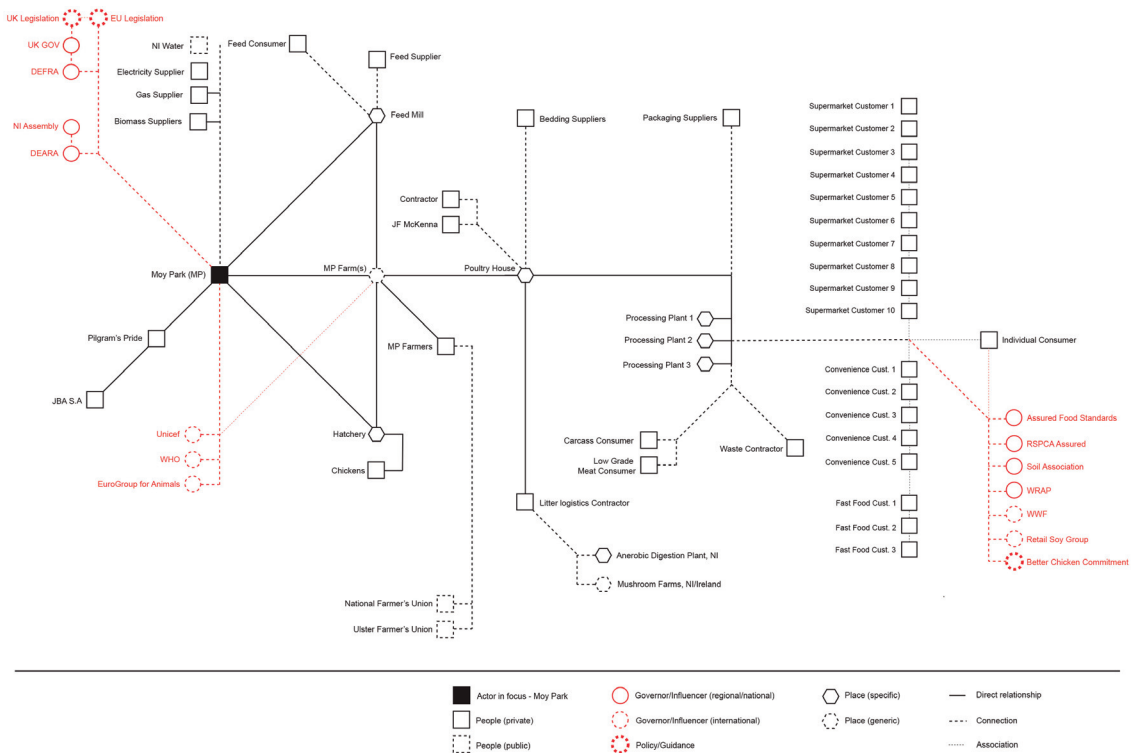 UK Legislation
EU Legislation
UK GOV
DEFRA
NI Assembly
DEARA
NI Water
Electricity Supplier
Gas Supplier
Biomass Suppliers
Feed Consumer
Feed Supplier
Feed Mill
Bedding Suppliers
Packaging Suppliers
Contractor
JF McKenna
Moy Park (MP)
MP Farm(s)
Poultry House
Pilgram's Pride
JBA S.A
MP Farmers
Unicef
WHO
EuroGroup for Animals
Hatchery
Chickens
Processing Plant 1
Processing Plant 2
Processing Plant 3
Carcass Consumer
Low Grade
Meat Consumer
Waste Contractor
Litter logistics Contractor
Anerobic Digestion Plant, NI
Mushroom Farms, NI/Ireland
National Farmer's Union
Ulster Farmer's Union
Supermarket Customer 1
Supermarket Customer 2
Supermarket Customer 3
Supermarket Customer 4
Supermarket Customer 5
Supermarket Customer 6
Supermarket Customer 7
Supermarket Customer 8
Supermarket Customer 9
Supermarket Customer 10
Individual Consumer
Convenience Cust. 1
Convenience Cust. 2
Convenience Cust. 3
Convenience Cust. 4
Convenience Cust. 5
Fast Food Cust. 1
Fast Food Cust. 2
Fast Food Cust. 3
Assured Food Standards
RSPCA Assured
Soil Association
WRAP
WWF
Retail Soy Group
Better Chicken Commitment
Actor in focus - Moy Park
People (private)
People (public)
Governor/Influencer (regional/national)
Governor/Influencer (international)
Policy/Guidance
Place (specific)
Place (generic)
Direct relationship
Connection
Association